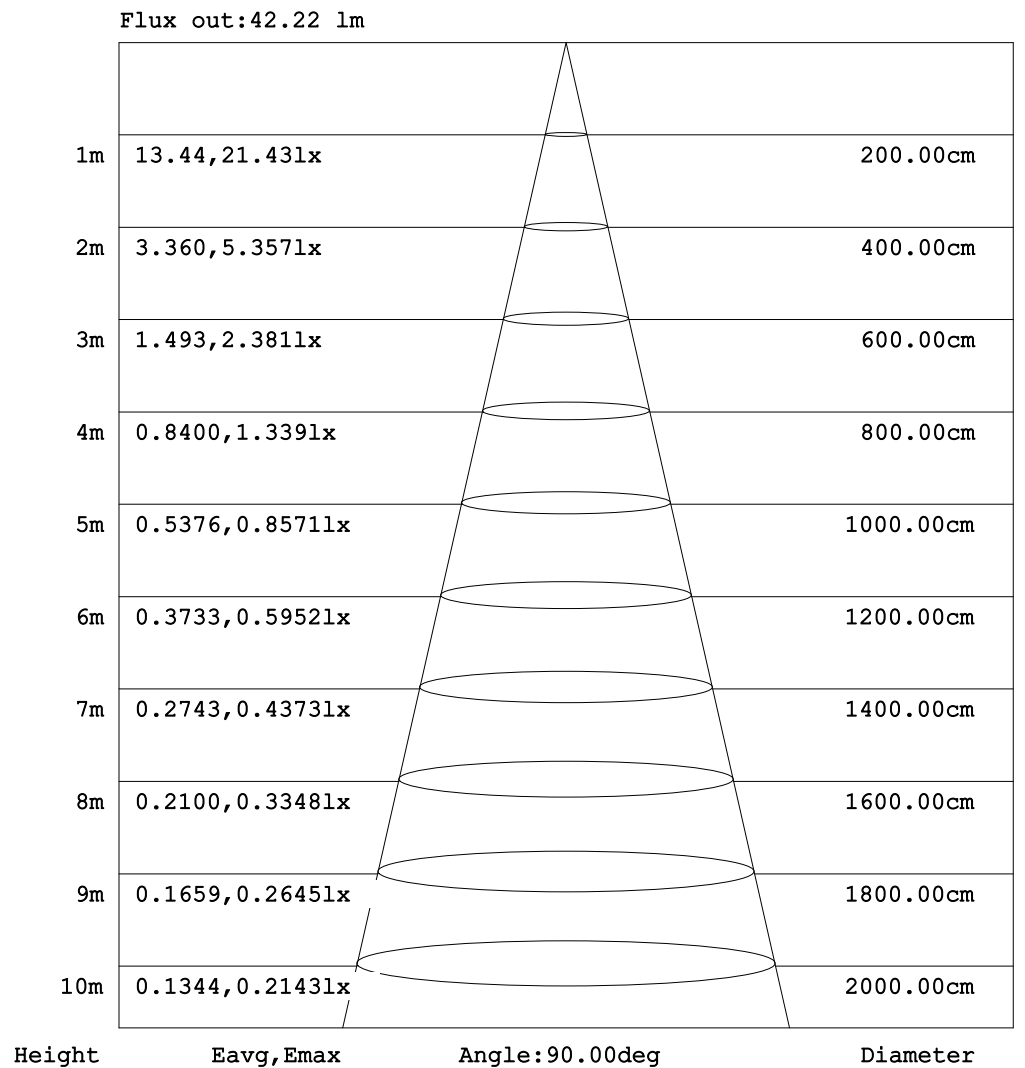 Flux out:42.22 lm
1m 13.44,21.43lx 200.00cm
2m 3.360,5.357lx 400.00cm
3m 1.493,2.381lx 600.00cm
4m 0.8400,1.339lx 800.00cm
5m 0.5376,0.8571lx 1000.00cm
6m 0.3733,0.5952lx 1200.00cm
7m 0.2743,0.4373lx 1400.00cm
8m 0.2100,0.3348lx 1600.00cm
9m 0.1659,0.2645lx 1800.00cm
10m 0.1344,0.2143lx 2000.00cm
Height Eavg,Emax Angle:90.00deg Diameter